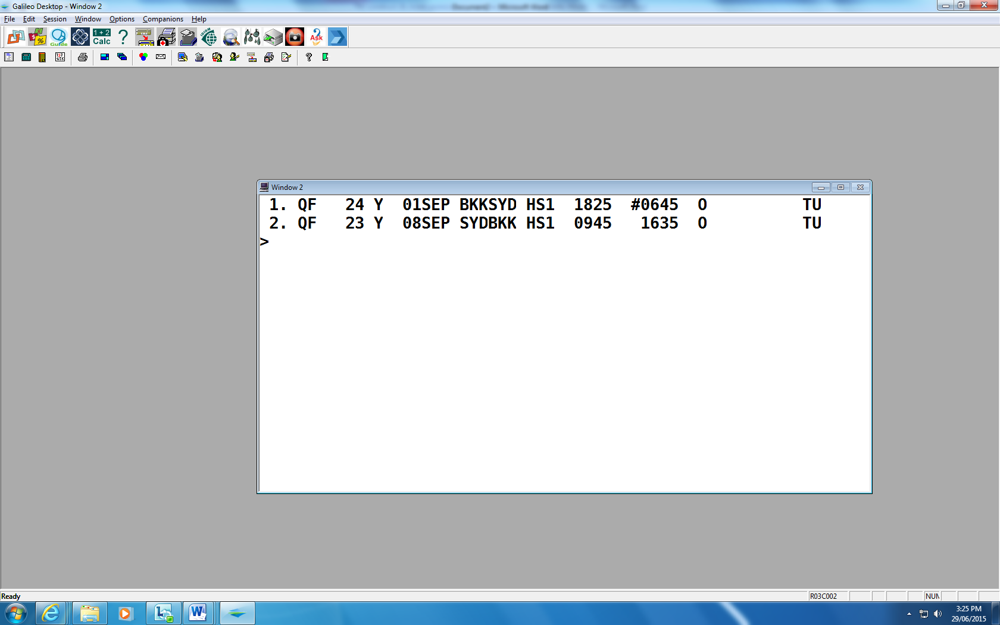 Galileo Desktop - Window 2
File Edit Session Window Options Companions Help
Guide
1 + 2
Calc
?
Ask
Window 2
1. QF 24 Y 01SEP BKKSYD HS1 1825 #0645 O TU
2. QF 23 Y 08SEP SYDBKK HS1 0945 1635 O TU
>
Ready R03C002 NUM
3:25 PM
29/06/2015